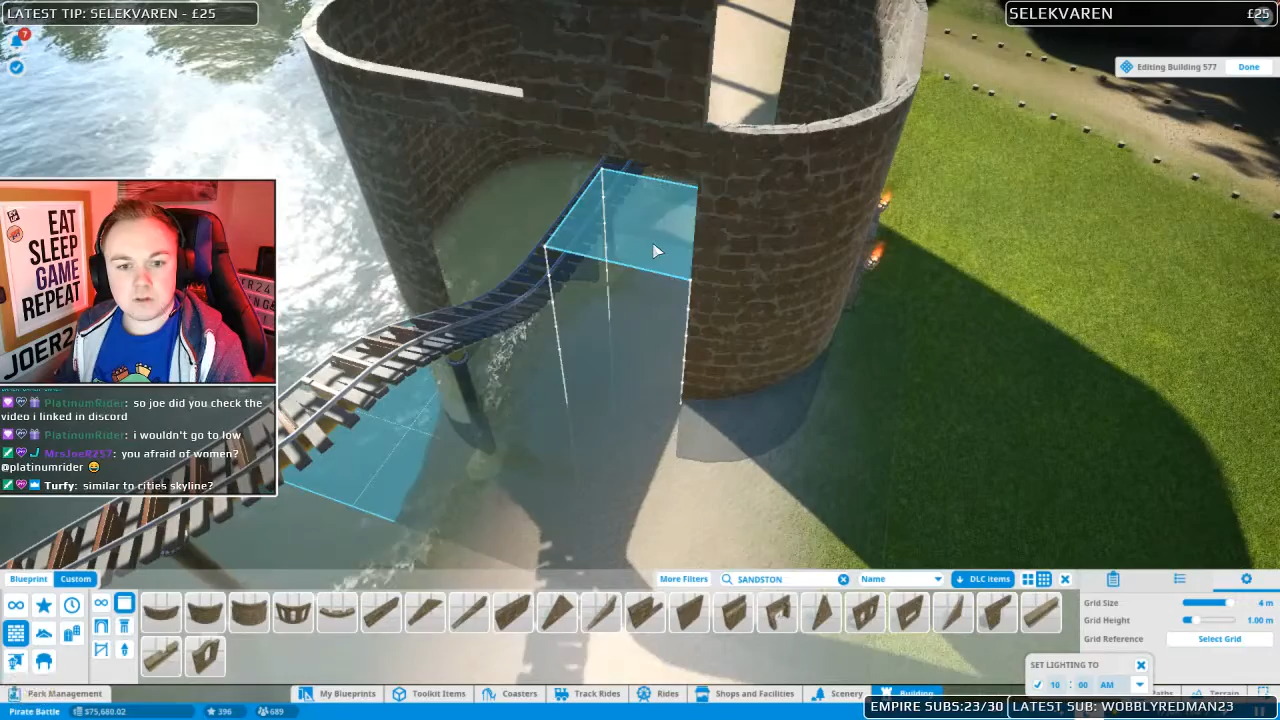 LATEST TIP: SELEKVAREN - £25
SELEKVAREN £25
7
Editing Building 577 Done
EAT
SLEEP
GAME
REPEAT
JOER2
PlatinumRider: so joe did you check the
video i linked in discord
PlatinumRider: i wouldn't go to low
MrsJoeR257: you afraid of women?
@platinumrider
Turfy: similar to cities skyline?
Blueprint Custom More Filters SANDSTON Name DLC Items
Grid Size 4 m
Grid Height 1.00 m
Grid Reference Select Grid
SET LIGHTING TO
10 : 00 AM
Park Management My Blueprints Toolkit Items Coasters Track Rides Rides Shops and Facilities Scenery Building Terrain
Pirate Battle $75,680.02 396 689
EMPIRE SUBS:23/30 LATEST SUB: WOBBLYREDMAN23